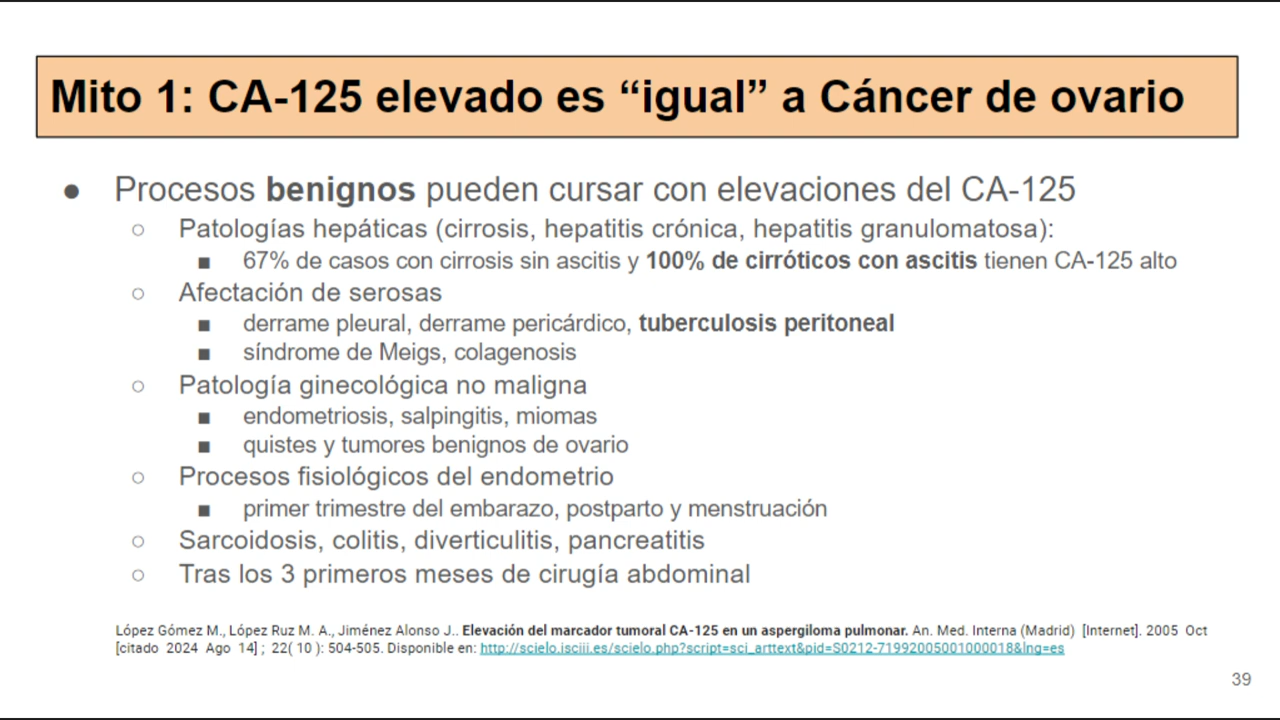 Mito 1: CA-125 elevado es “igual” a Cáncer de ovario
● Procesos benignos pueden cursar con elevaciones del CA-125
○ Patologías hepáticas (cirrosis, hepatitis crónica, hepatitis granulomatosa):
■ 67% de casos con cirrosis sin ascitis y 100% de cirróticos con ascitis tienen CA-125 alto
○ Afectación de serosas
■ derrame pleural, derrame pericárdico, tuberculosis peritoneal
■ síndrome de Meigs, colagenosis
○ Patología ginecológica no maligna
■ endometriosis, salpingitis, miomas
■ quistes y tumores benignos de ovario
○ Procesos fisiológicos del endometrio
■ primer trimestre del embarazo, postparto y menstruación
○ Sarcoidosis, colitis, diverticulitis, pancreatitis
○ Tras los 3 primeros meses de cirugía abdominal
López Gómez M., López Ruz M. A., Jiménez Alonso J.. Elevación del marcador tumoral CA-125 en un aspergiloma pulmonar. An. Med. Interna (Madrid) [Internet]. 2005 Oct
[citado 2024 Ago 14] ; 22( 10 ): 504-505. Disponible en: http://scielo.isciii.es/scielo.php?script=sci_arttext&pid=S0212-71992005001000018&lng=es
39